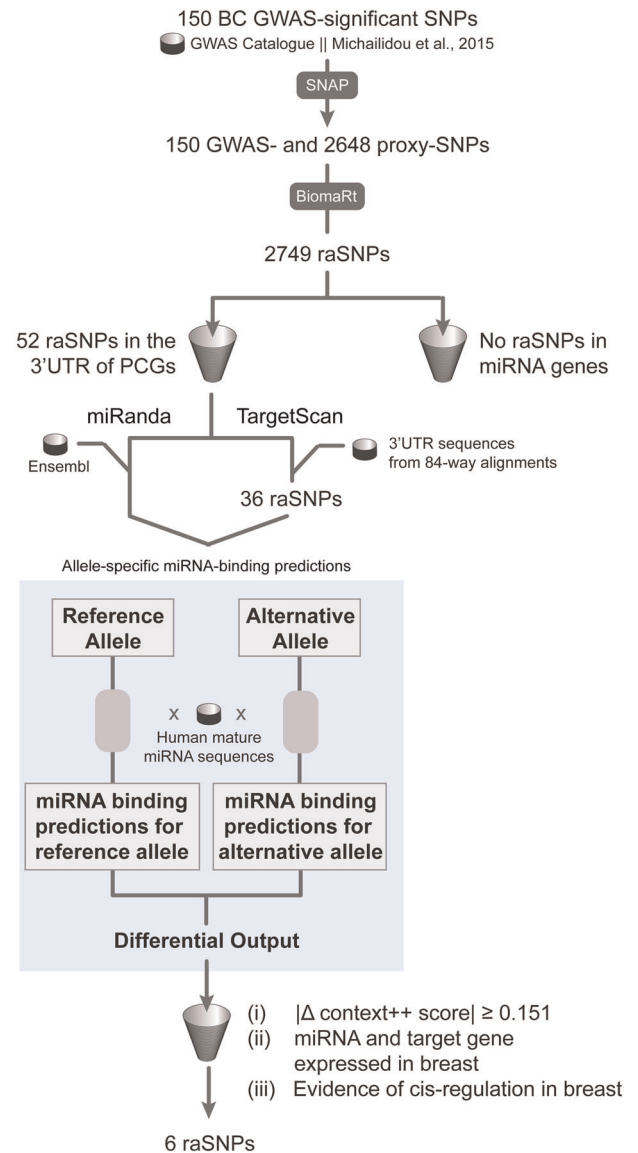 150 BC GWAS-significant SNPs
GWAS Catalogue || Michailidou et al., 2015
SNAP
150 GWAS- and 2648 proxy-SNPs
BiomaRt
2749 raSNPs
52 raSNPs in the
3’UTR of PCGs
No raSNPs in
miRNA genes
miRanda
TargetScan
Ensembl
3’UTR sequences
from 84-way alignments
36 raSNPs
Allele-specific miRNA-binding predictions
Reference
Allele
Alternative
Allele
X X
Human mature
miRNA sequences
miRNA binding
predictions for
reference allele
miRNA binding
predictions for
alternative allele
Differential Output
(i) |Δ context++ score| ≥ 0.151
(ii) miRNA and target gene
expressed in breast
(iii) Evidence of cis-regulation in breast
6 raSNPs